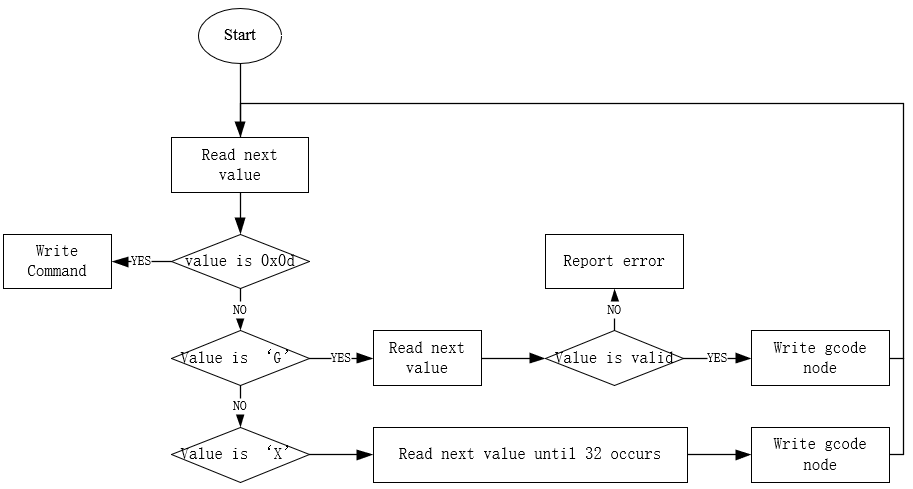 Start
Read next
value
Write
Command
YES
value is 0x0d
Report error
NO
NO
Value is ‘G’
YES
Read next
value
Value is valid
YES
Write gcode
node
NO
Value is ‘X’
Read next value until 32 occurs
Write gcode
node